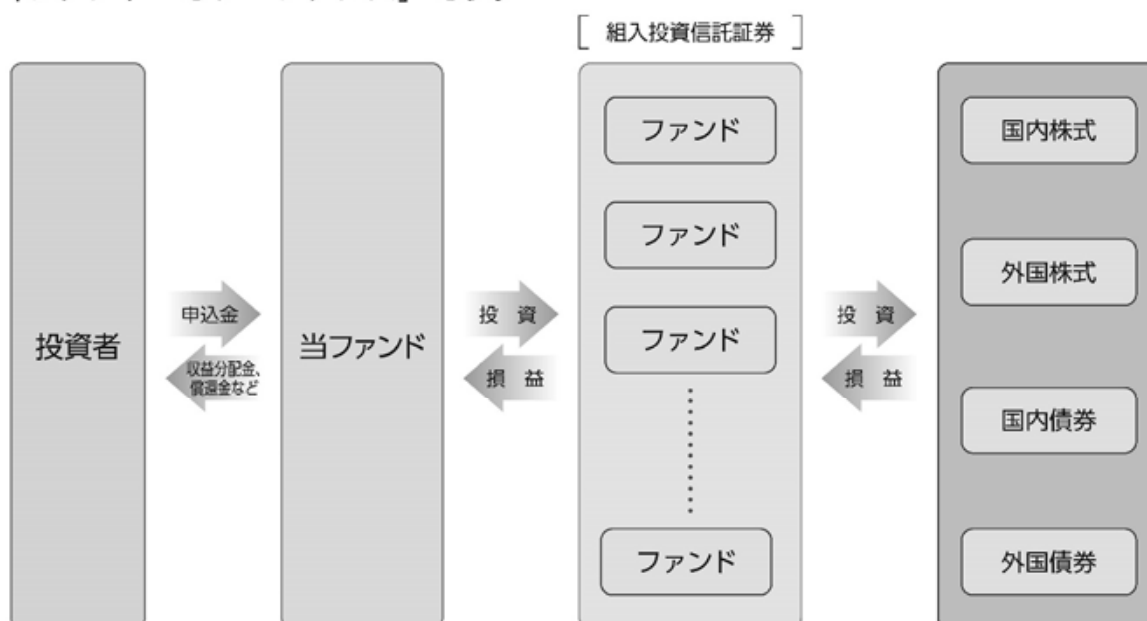 [ 組入投資信託証券 ]
投資者
申込金
収益分配金、
償還金など
当ファンド
投 資
損 益
ファンド
ファンド
ファンド
ファンド
投 資
損 益
国内株式
外国株式
国内債券
外国債券